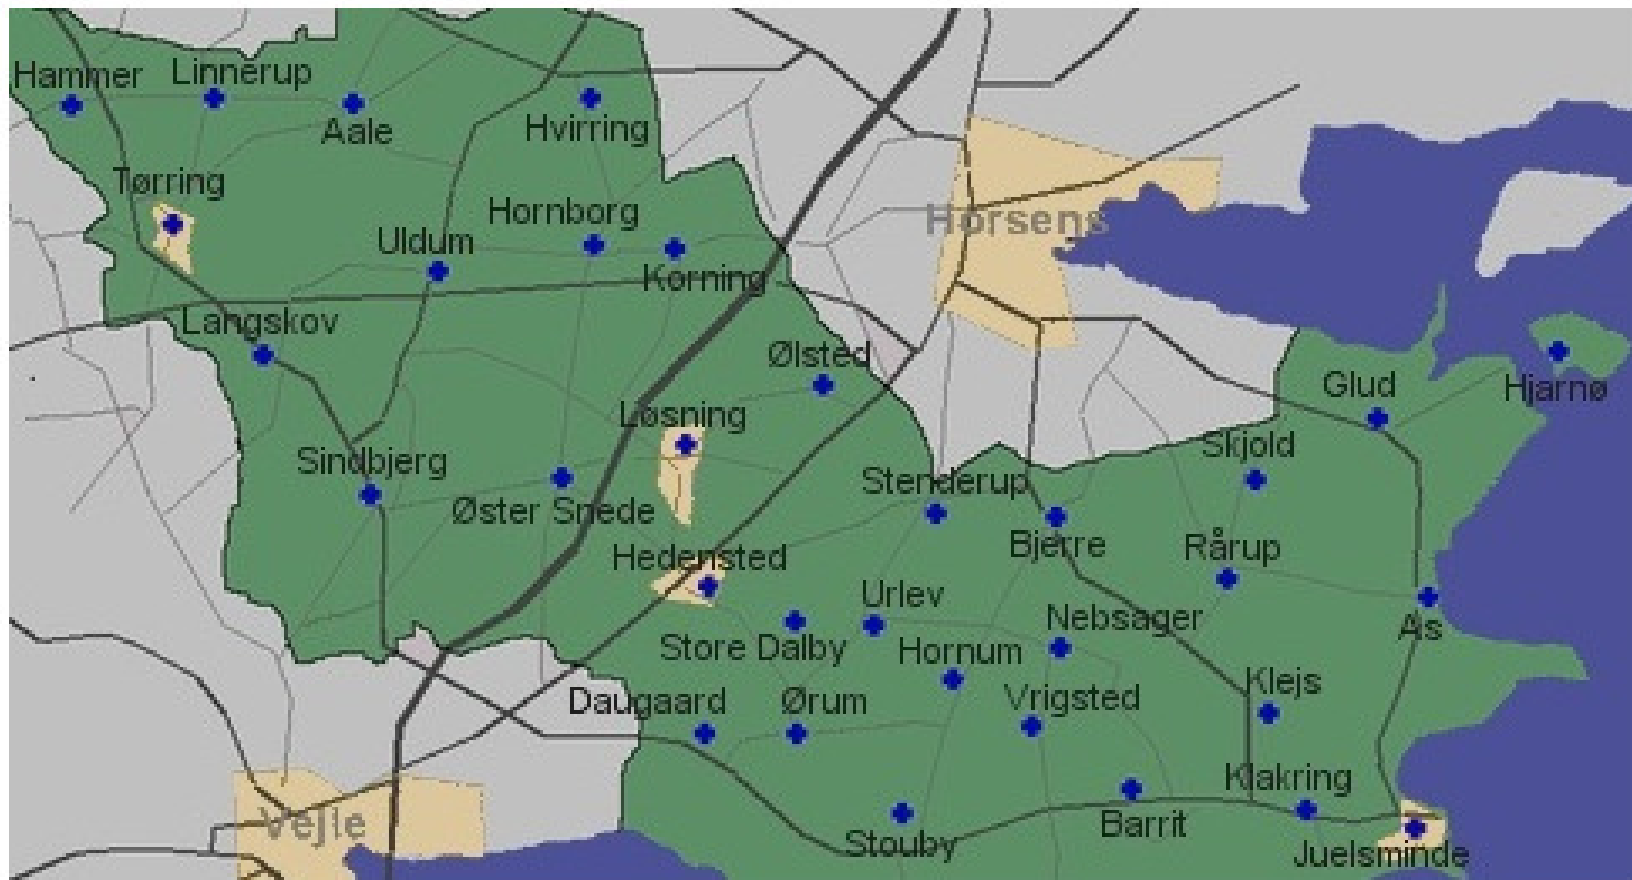 Hammer
Linnerup
Aale
Hvirring
Tørring
Hornborg
Horsens
Uldum
Korning
Langskov
Ølsted
Glud
Hjarnø
Løsning
Skjold
Sindbjerg
Stenderup
Øster Snede
Bjerre
Rårup
Hedensted
Urlev
Nebsager
As
Store Dalby
Hornum
Klejs
Daugaard
Ørum
Vrigsted
Klakring
Vejle
Barrit
Stouby
Juelsminde